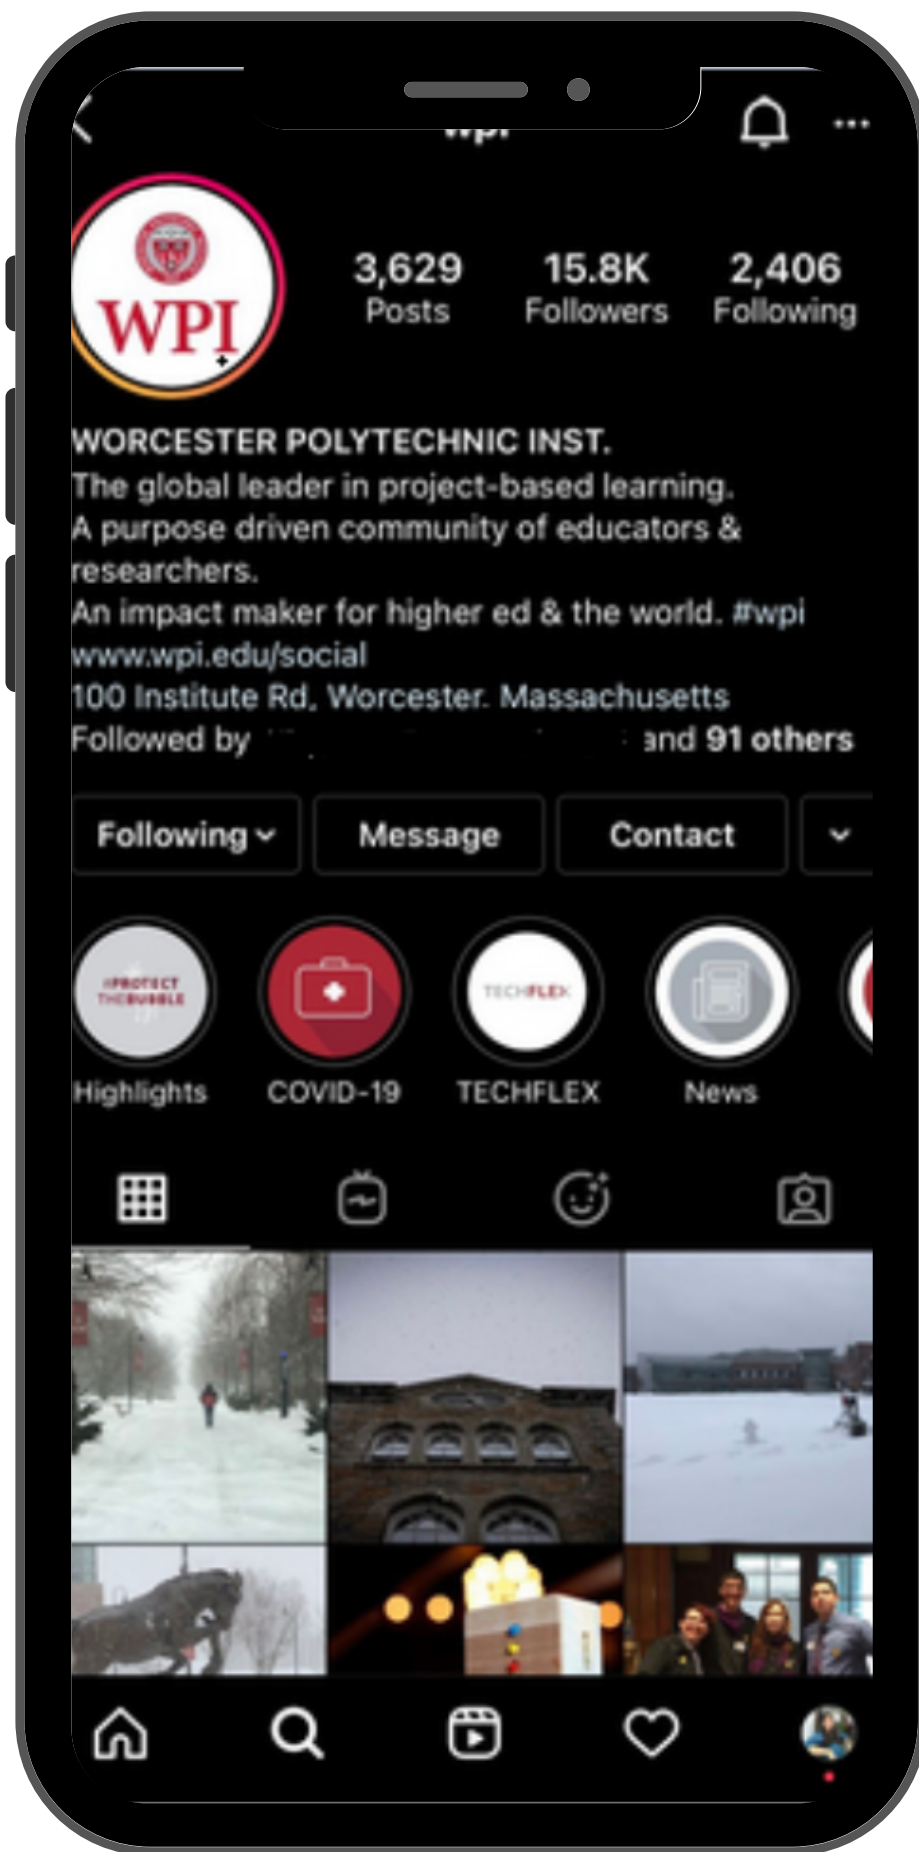 wpi
WPI
3,629 15.8K 2,406
Posts Followers Following
WORCESTER POLYTECHNIC INST.
The global leader in project-based learning.
A purpose driven community of educators &
researchers.
An impact maker for higher ed & the world. #wpi
www.wpi.edu/social
100 Institute Rd, Worcester. Massachusetts
Followed by and 91 others
Following Message Contact
#PROTECT
THEBUBBLE
TECHFLEX
Highlights COVID-19 TECHFLEX News